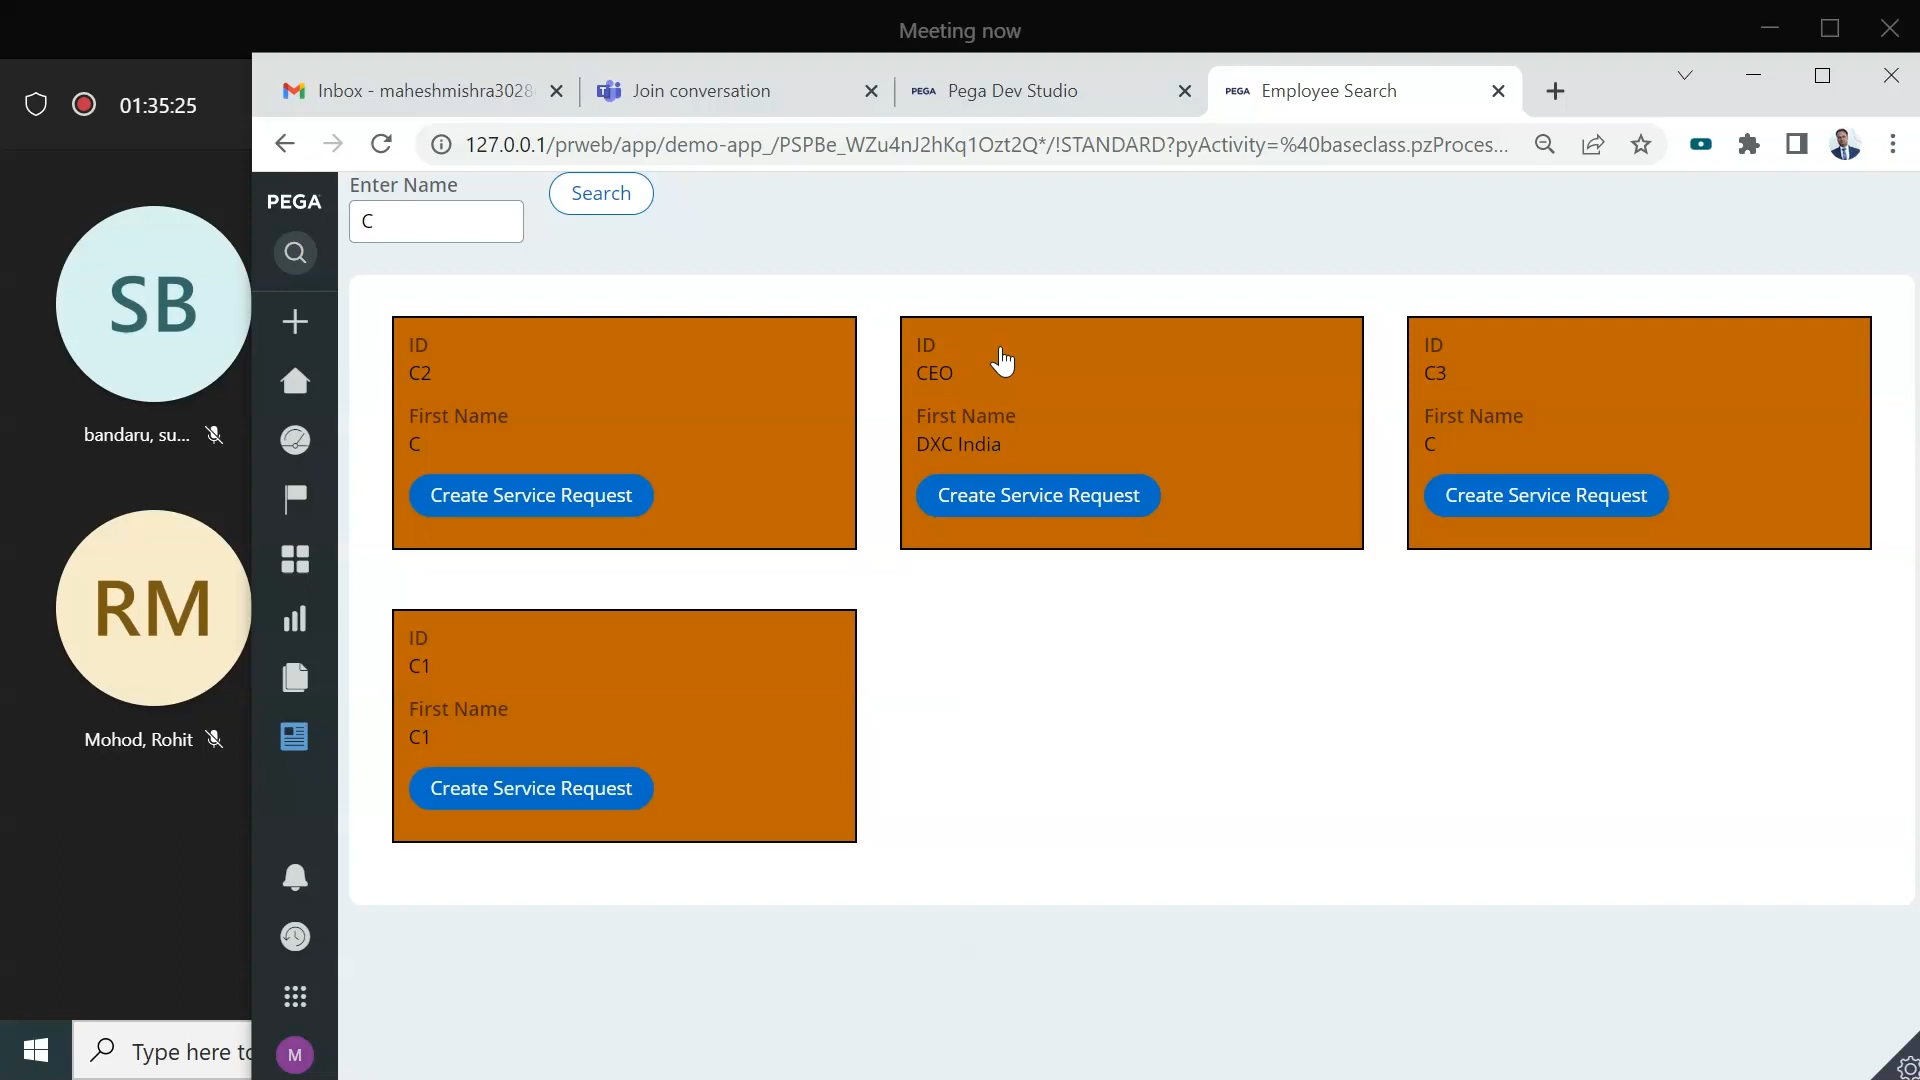 Meeting now
01:35:25
Inbox - maheshmishra3028
Join conversation
PEGA Pega Dev Studio
PEGA Employee Search
127.0.0.1/prweb/app/demo-app_/PSPBe_WZu4nJ2hKq1Ozt2Q*/!STANDARD?pyActivity=%40baseclass.pzProces...
PEGA
Enter Name
C
Search
SB
bandaru, su...
RM
Mohod, Rohit
ID
C2
First Name
C
Create Service Request
ID
CEO
First Name
DXC India
Create Service Request
ID
C3
First Name
C
Create Service Request
ID
C1
First Name
C1
Create Service Request
M
Type here to